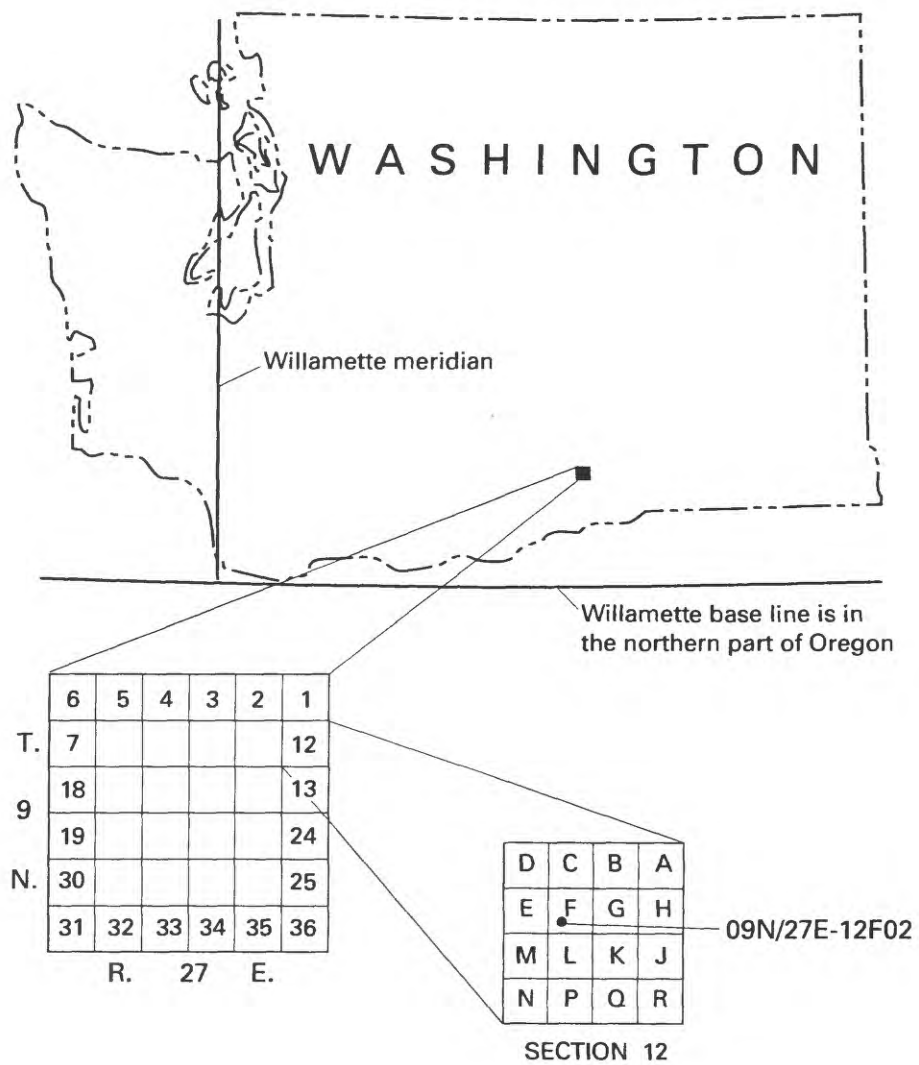 WASHINGTON
Willamette meridian
Willamette base line is in
the northern part of Oregon
6 5 4 3 2 1
T. 7 12
18 13
9
19 24
N. 30 25
31 32 33 34 35 36
R. 27 E.
D C B A
E F G H
09N/27E-12F02
M L K J
N P Q R
SECTION 12